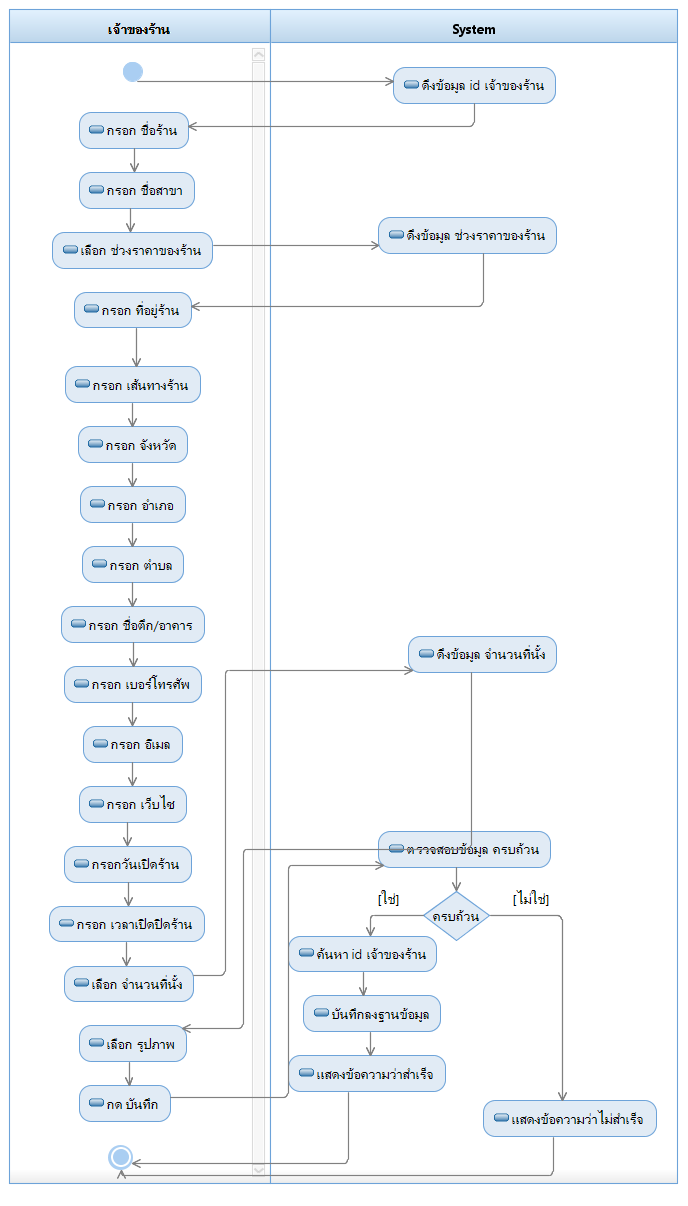 เจ้าของร้าน
System
ดึงข้อมูล id เจ้าของร้าน
กรอก ชื่อร้าน
กรอก ชื่อสาขา
เลือก ช่วงราคาของร้าน
ดึงข้อมูล ช่วงราคาของร้าน
กรอก ที่อยู่ร้าน
กรอก เส้นทางร้าน
กรอก จังหวัด
กรอก อำเภอ
กรอก ตำบล
กรอก ชื่อตึก/อาคาร
ดึงข้อมูล จำนวนที่นั้ง
กรอก เบอร์โทรศัพ
กรอก อีเมล
กรอก เว็บไซ
กรอกวันเปิดร้าน
ตรวจสอบข้อมูล ครบถ้วน
[ใช่]
[ไม่ใช่]
ครบถ้วน
กรอก เวลาเปิดปิดร้าน
ค้นหา id เจ้าของร้าน
เลือก จำนวนที่นั้ง
บันทึกลงฐานข้อมูล
เลือก รูปภาพ
แสดงข้อความว่าสำเร็จ
กด บันทึก
แสดงข้อความว่าไม่สำเร็จ